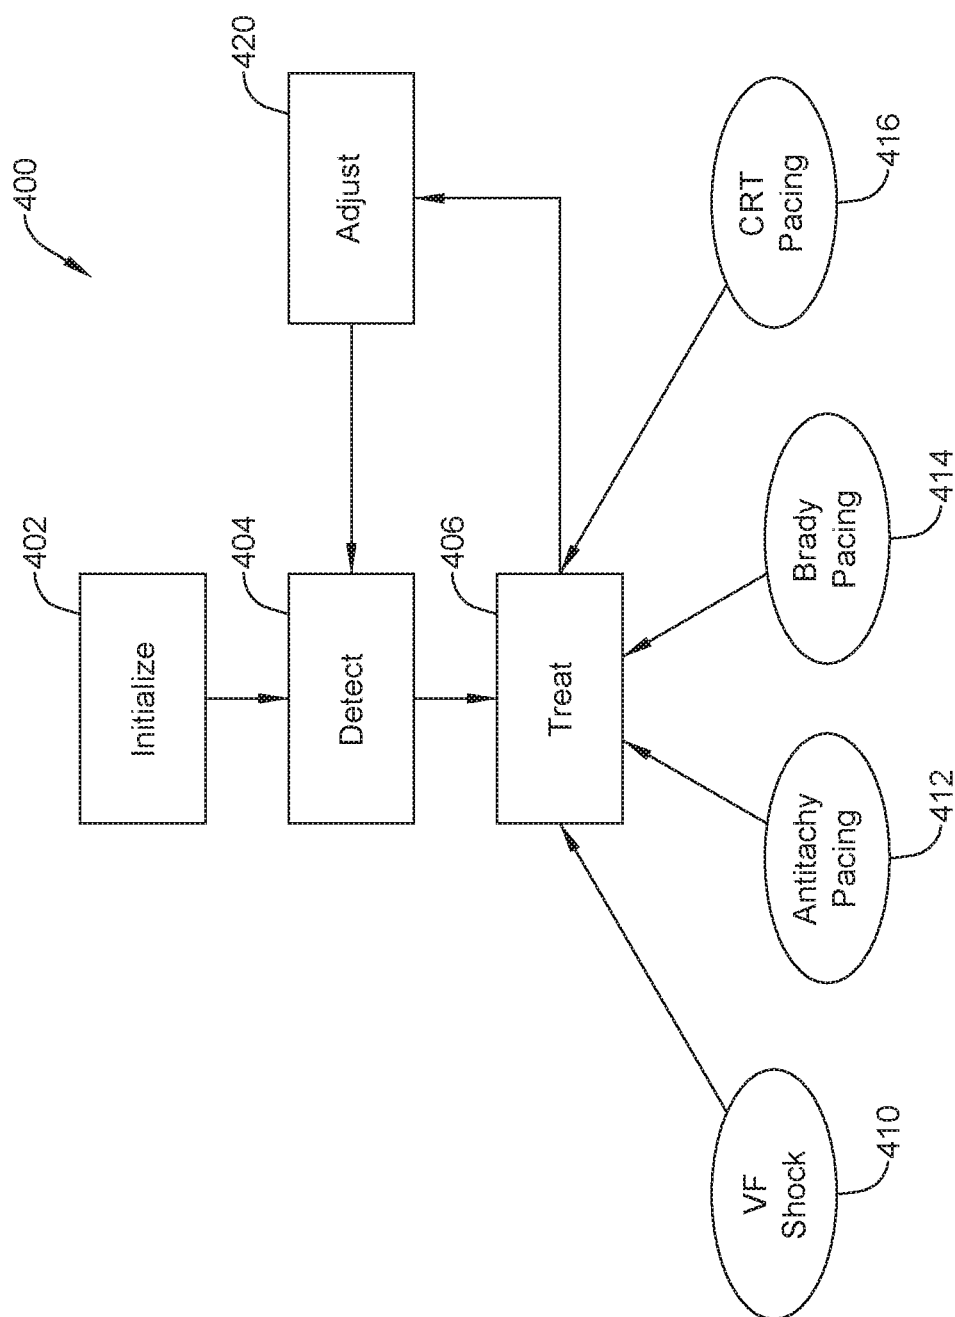 400
402
Initialize
404
420
Detect
Adjust
406
Treat
VF
Shock
410
Antitachy
Pacing
412
Brady
Pacing
414
CRT
Pacing
416